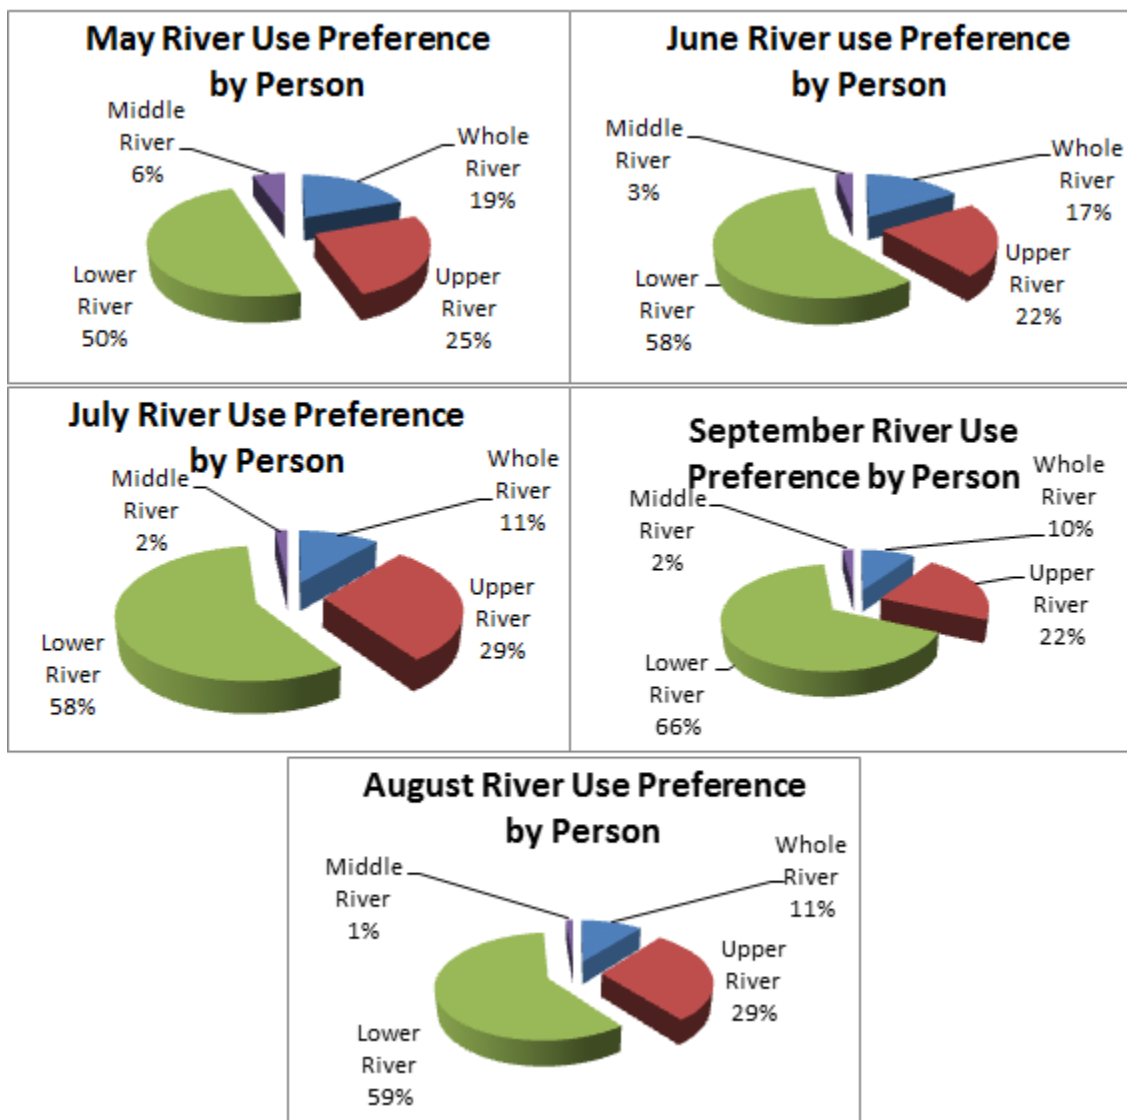 May River Use Preference
by Person
Middle
River
6%
Whole
River
19%
Lower
River
50%
Upper
River
25%
June River use Preference
by Person
Middle
River
3%
Whole
River
17%
Lower
River
58%
Upper
River
22%
July River Use Preference
by Person
Middle
River
2%
Whole
River
11%
Lower
River
58%
Upper
River
29%
September River Use
Preference by Person
Middle
River
2%
Whole
River
10%
Lower
River
66%
Upper
River
22%
August River Use Preference
by Person
Middle
River
1%
Whole
River
11%
Lower
River
59%
Upper
River
29%